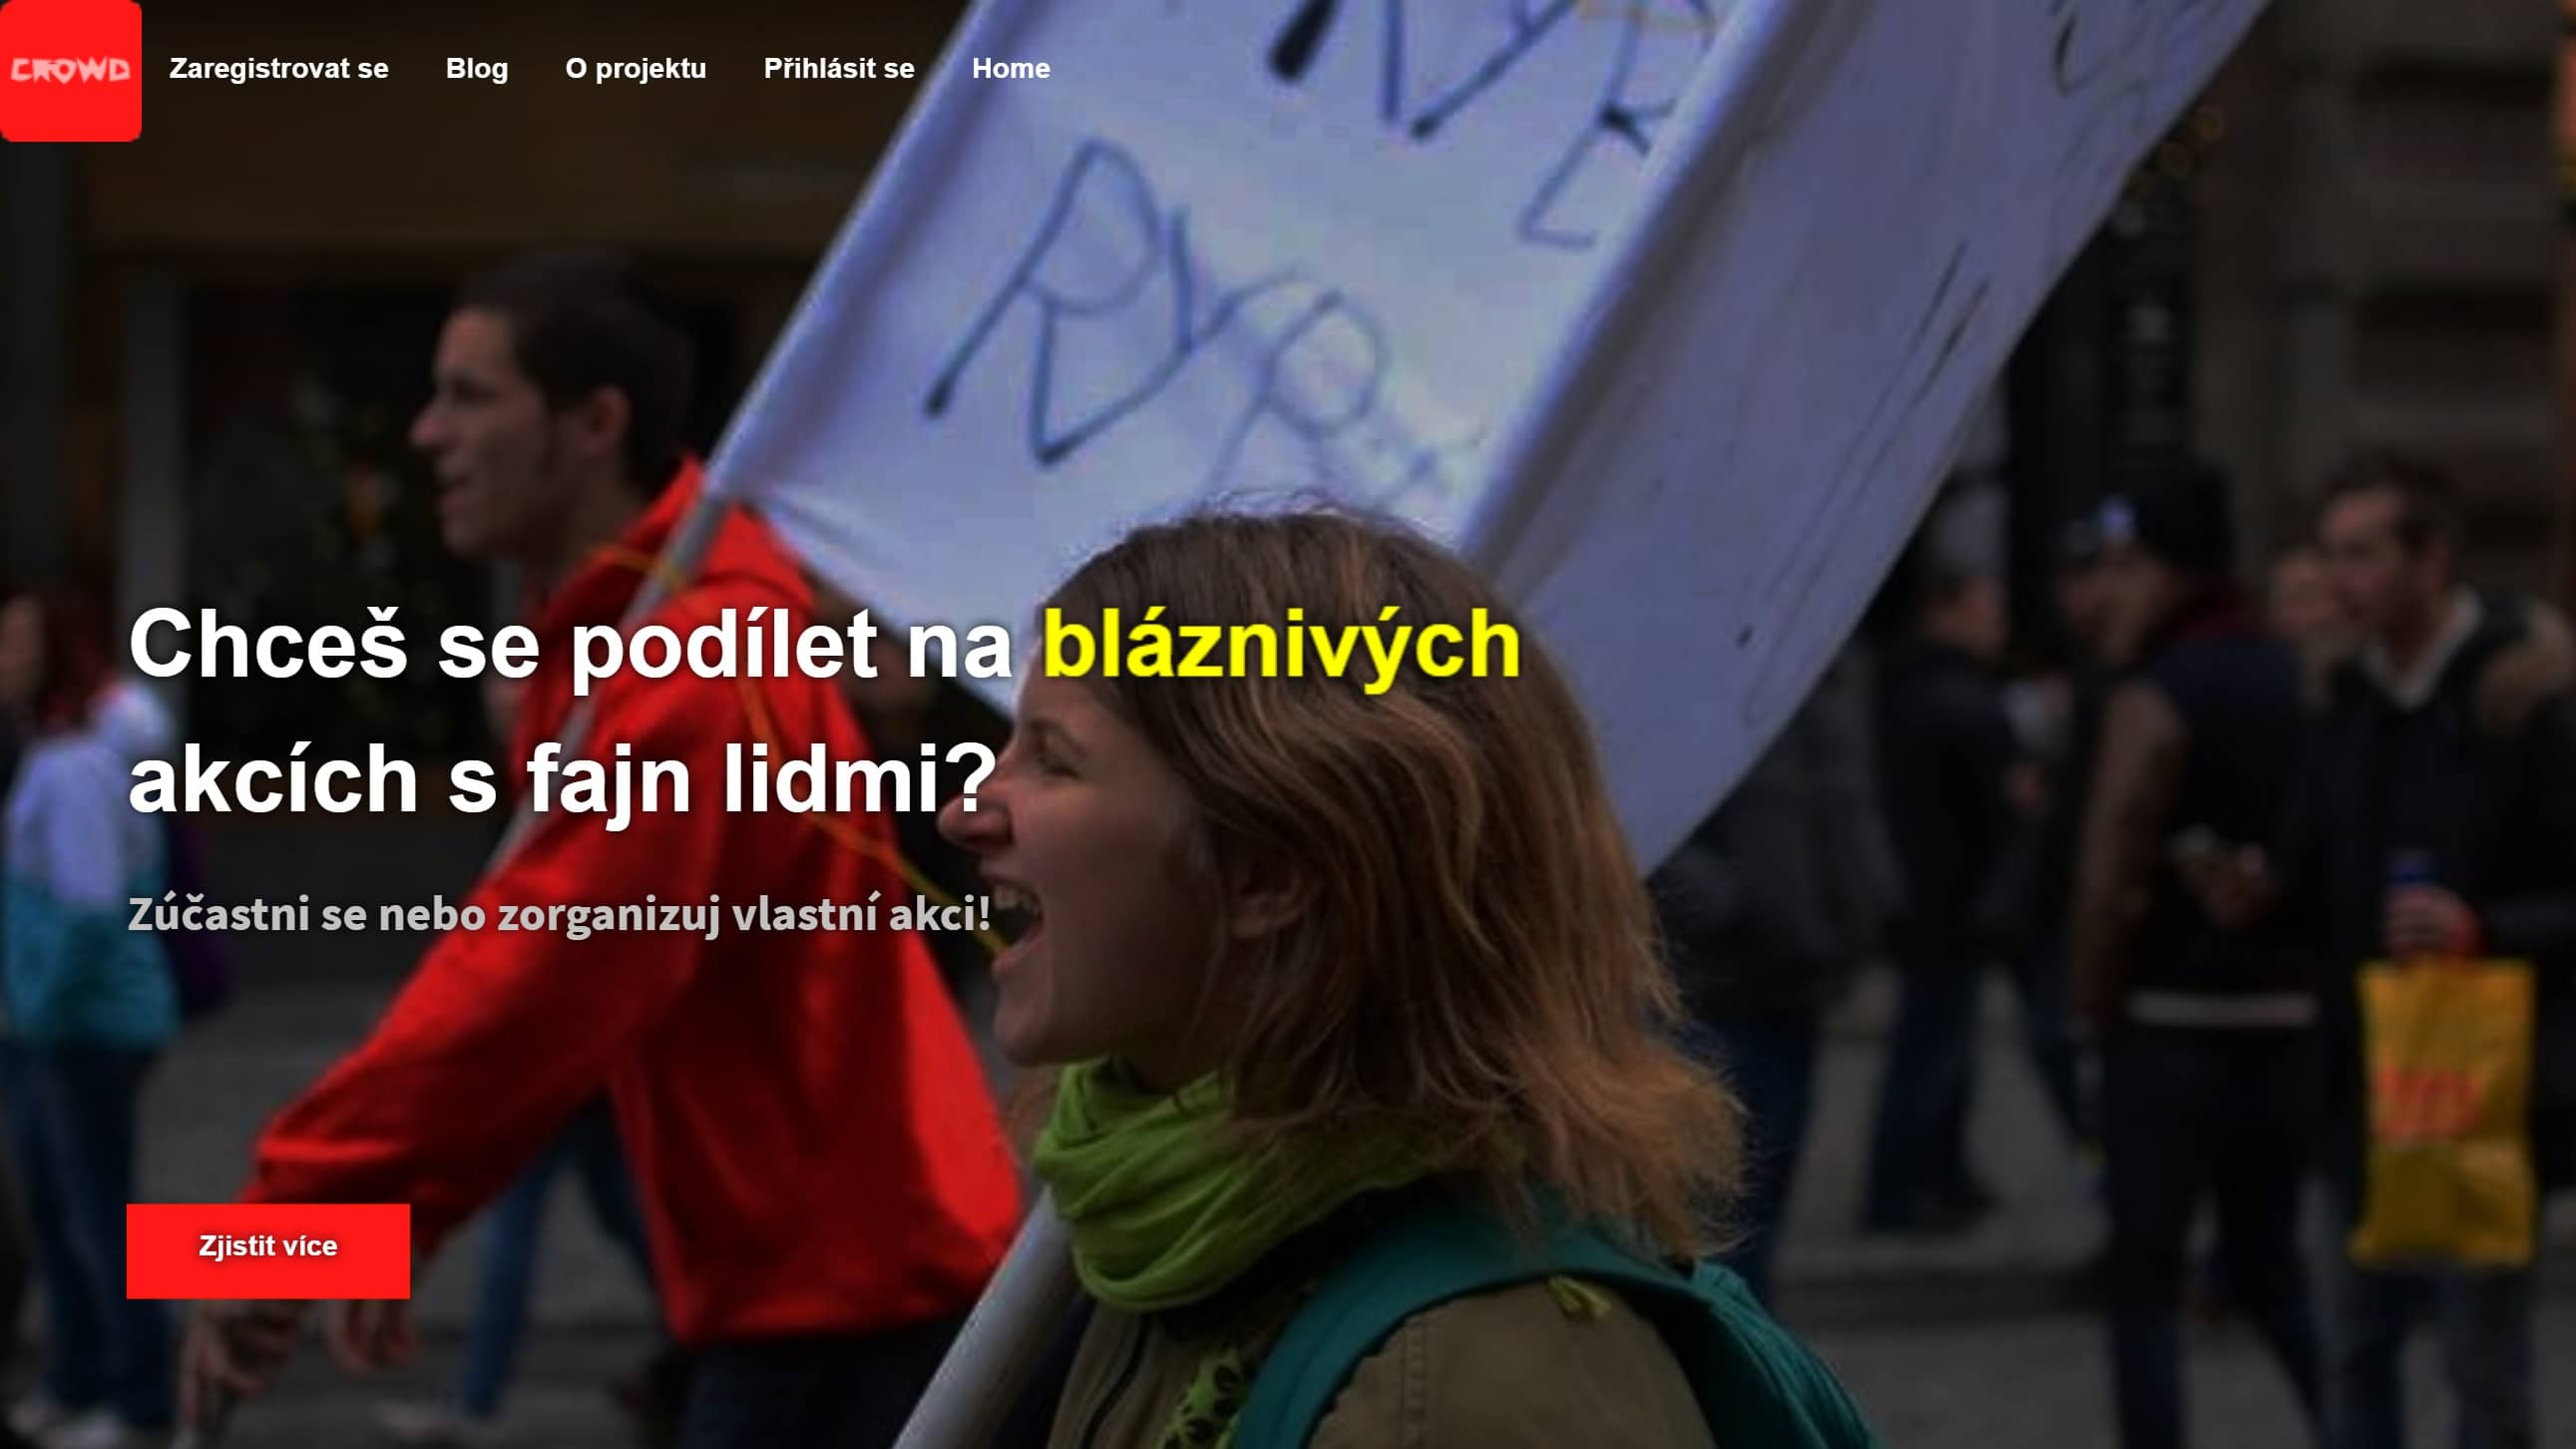 CROWD
Zaregistrovat se Blog O projektu Přihlásit se Home
Chceš se podílet na bláznivých
akcích s fajn lidmi?
Zúčastni se nebo zorganizuj vlastní akci!
Zjistit více